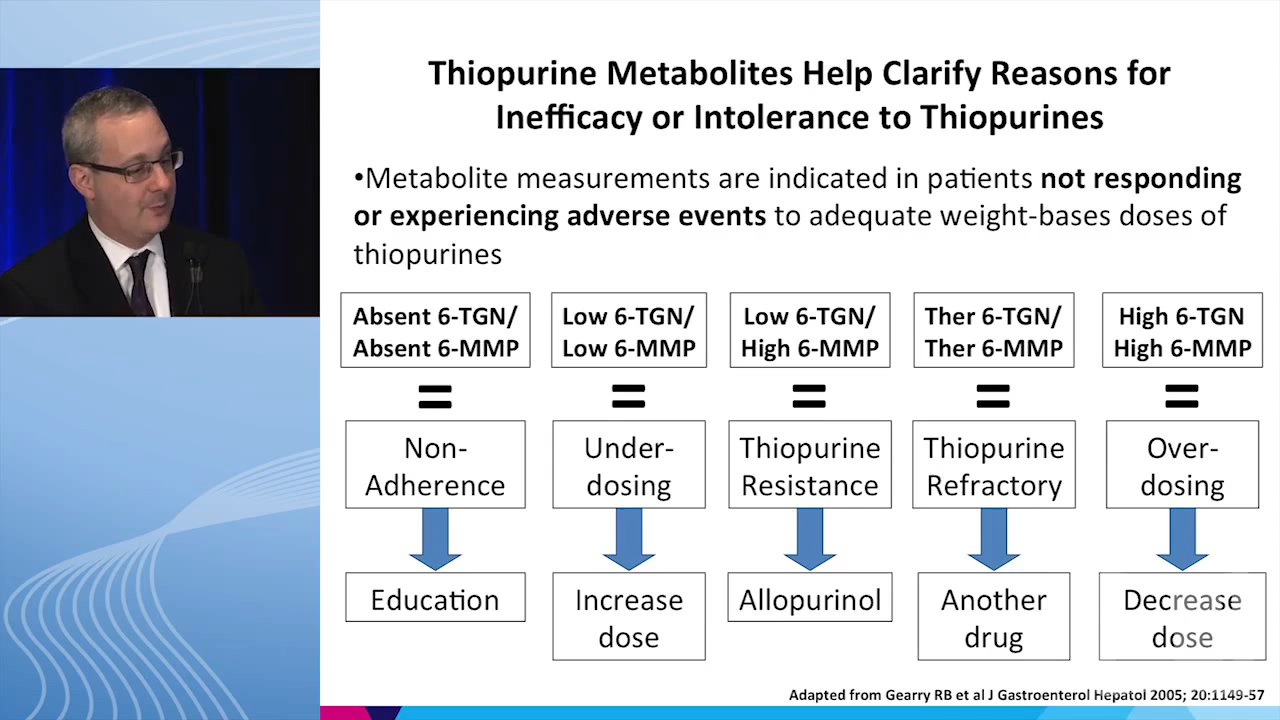 Thiopurine Metabolites Help Clarify Reasons for
Inefficacy or Intolerance to Thiopurines
•Metabolite measurements are indicated in patients not responding
or experiencing adverse events to adequate weight-bases doses of
thiopurines
Absent 6-TGN/
Absent 6-MMP
Low 6-TGN/
Low 6-MMP
Low 6-TGN/
High 6-MMP
Ther 6-TGN/
Ther 6-MMP
High 6-TGN
High 6-MMP
=
=
=
=
=
Non-
Adherence
Under-
dosing
Thiopurine
Resistance
Thiopurine
Refractory
Over-
dosing
Education
Increase
dose
Allopurinol
Another
drug
Decrease
dose
Adapted from Gearry RB et al J Gastroenterol Hepatol 2005; 20:1149-57